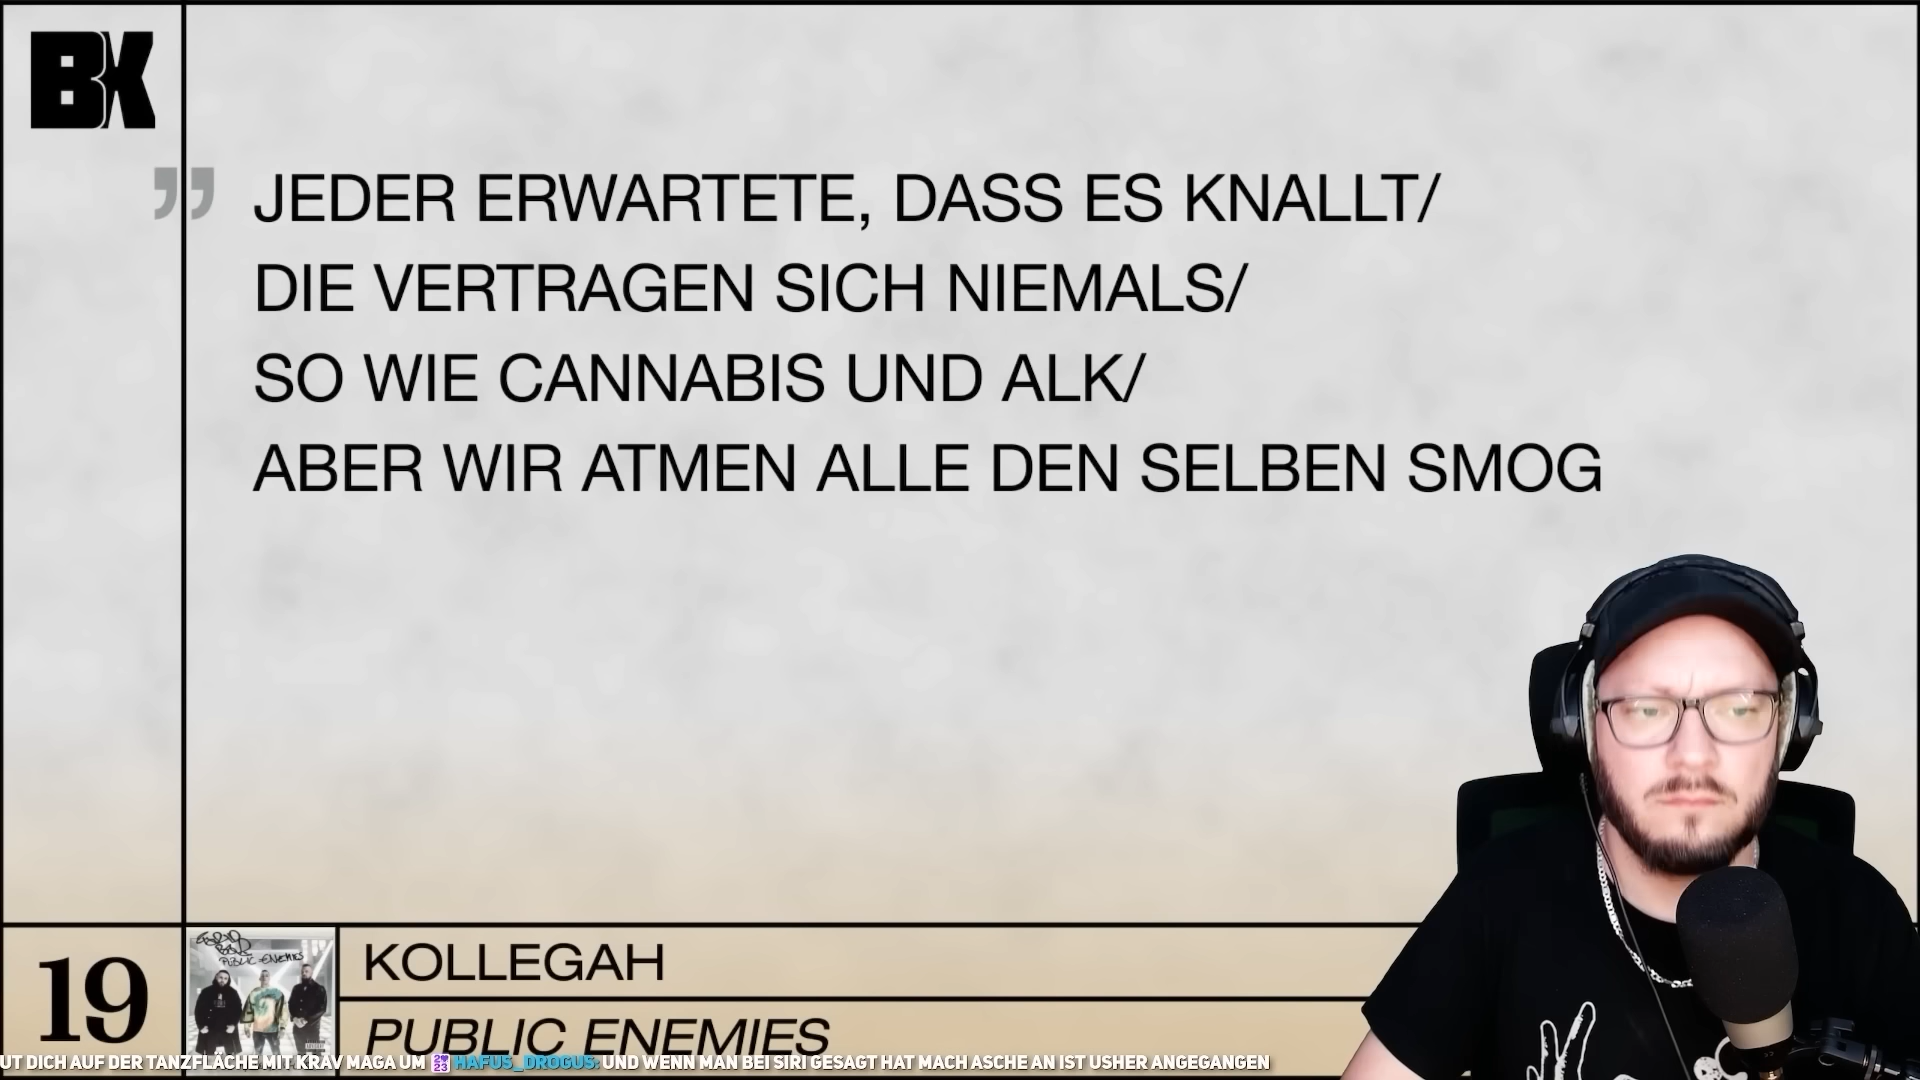 BK
” JEDER ERWARTETE, DASS ES KNALLT/
DIE VERTRAGEN SICH NIEMALS/
SO WIE CANNABIS UND ALK/
ABER WIR ATMEN ALLE DEN SELBEN SMOG
19
PUBLIC ENEMIES
KOLLEGAH
PUBLIC ENEMIES
UT DICH AUF DER TANZFLÄCHE MIT KRAV MAGA UM HAFUS_DROGUS: UND WENN MAN BEI SIRI GESAGT HAT MACH ASCHE AN IST USHER ANGEGANGEN